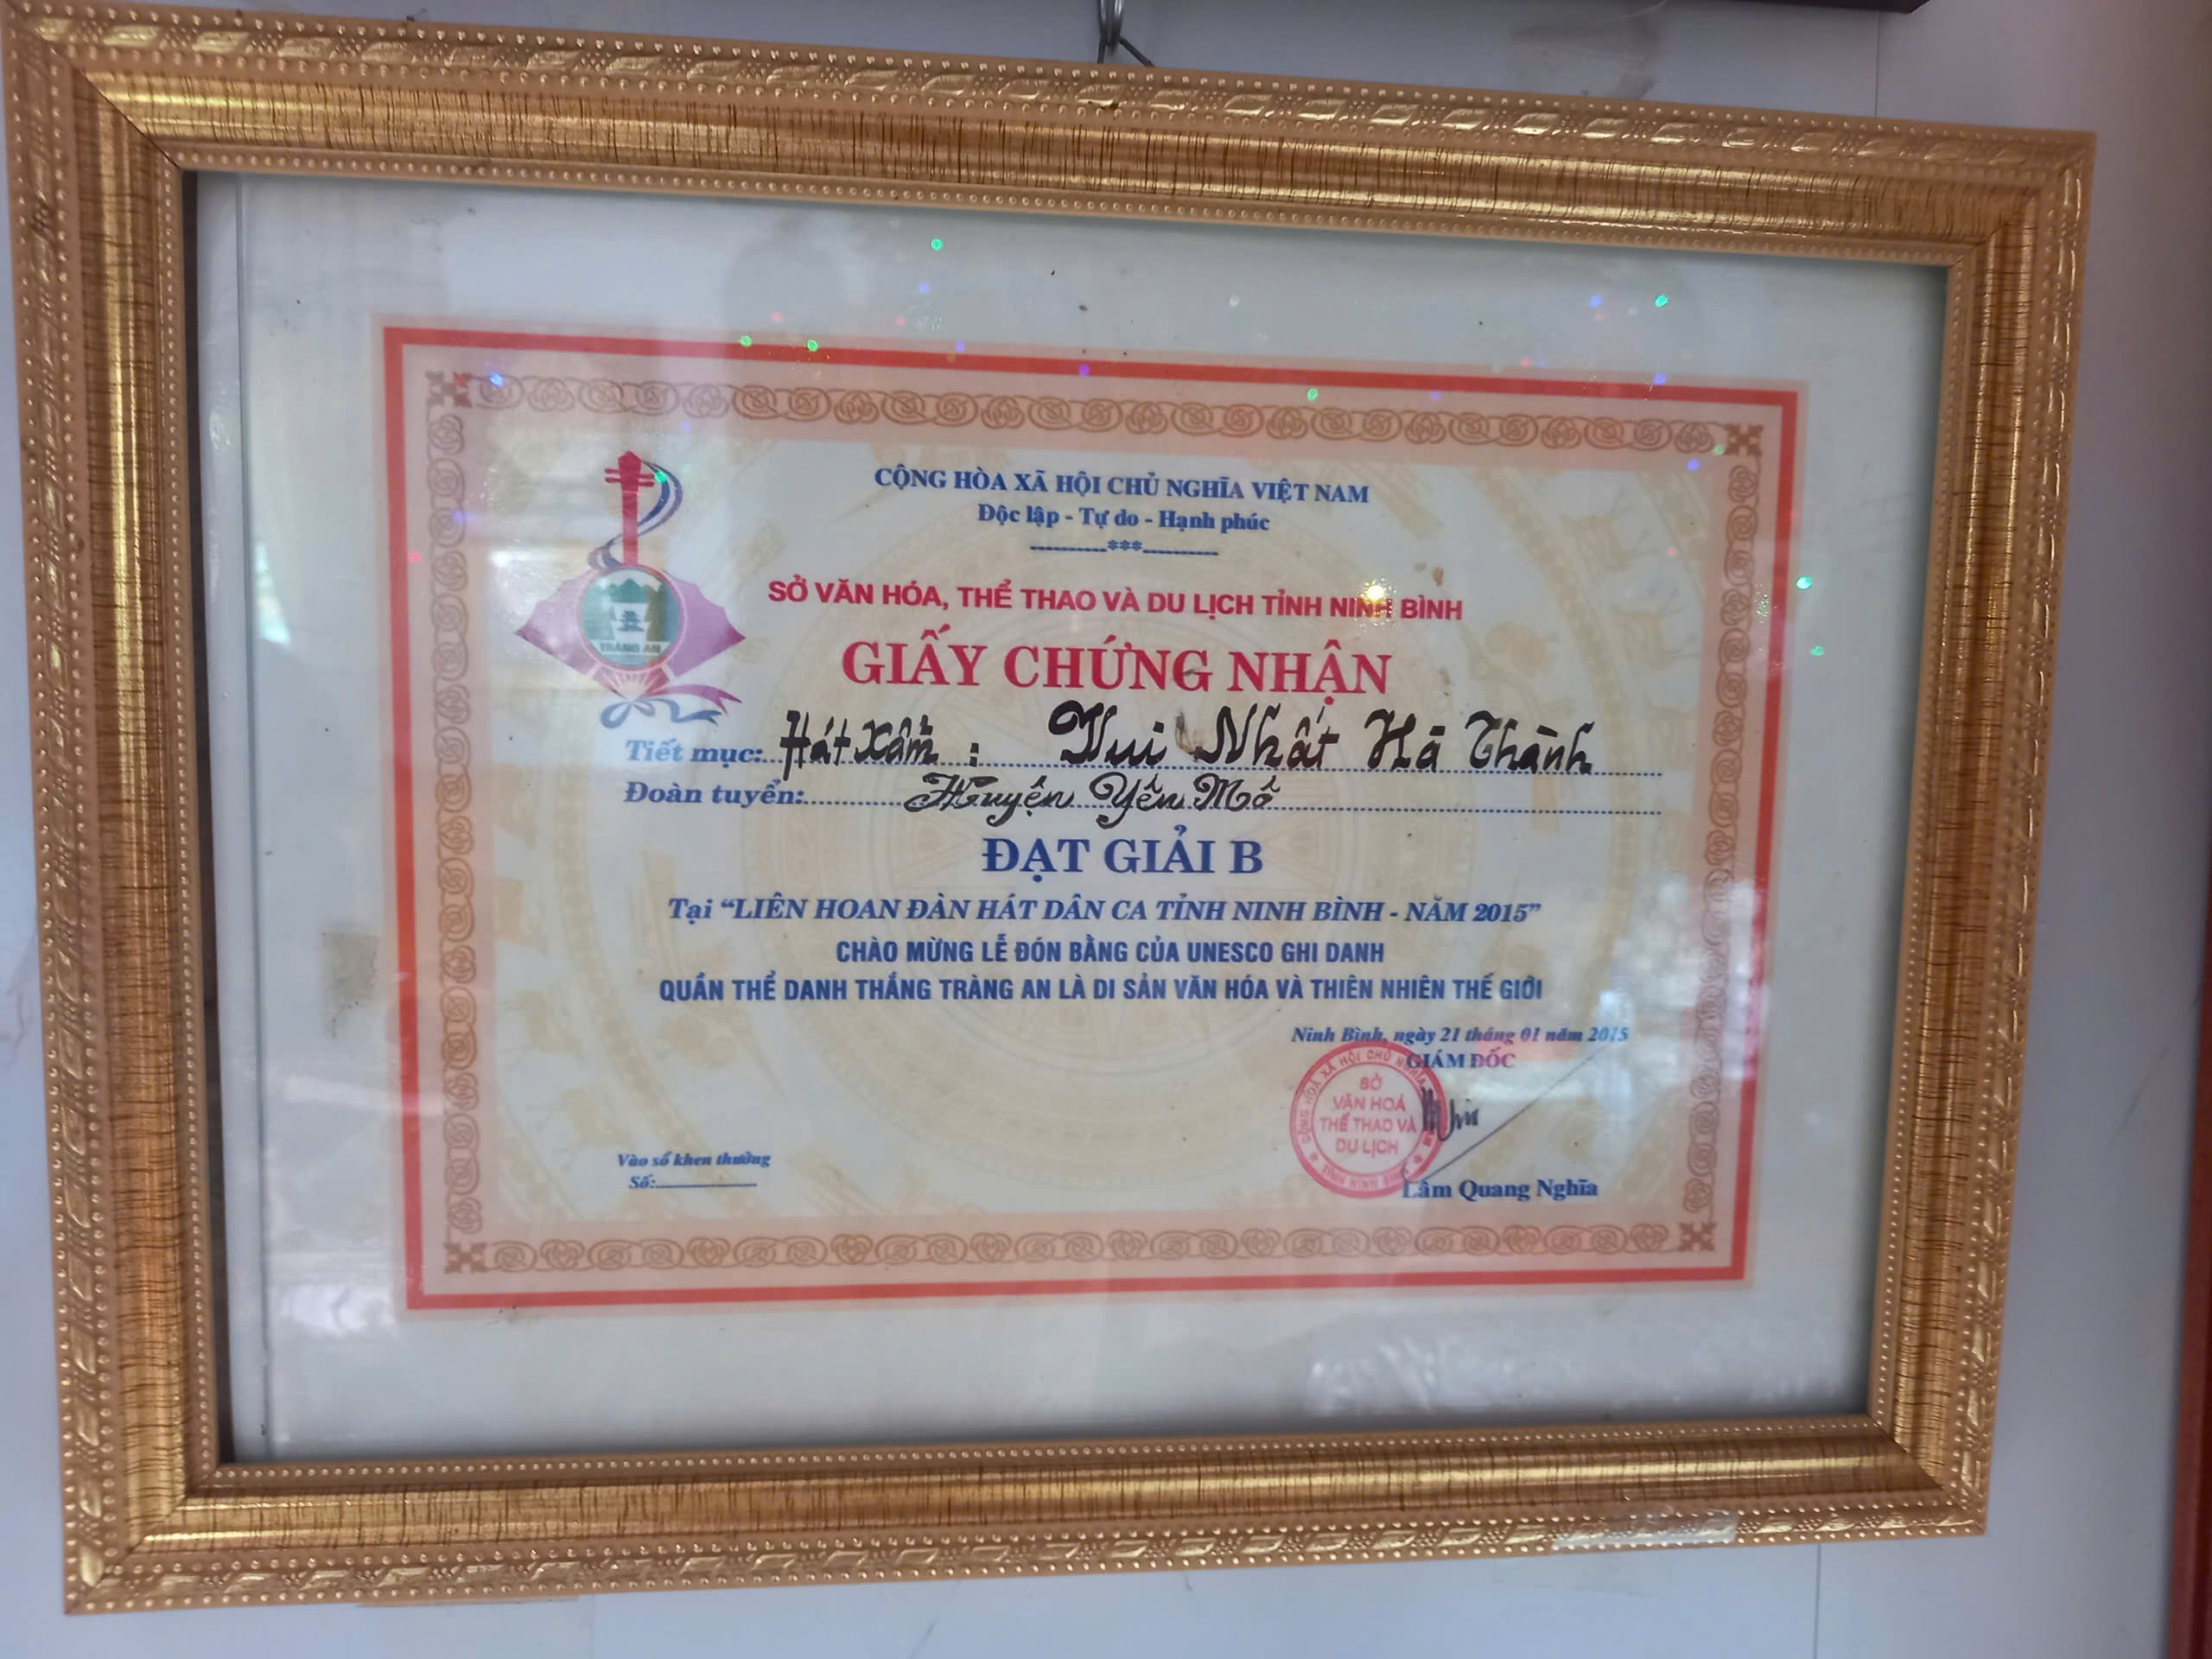 CỘNG HÒA XÃ HỘI CHỦ NGHĨA VIỆT NAM
Độc lập - Tự do - Hạnh phúc
----------***----------
SỞ VĂN HÓA, THỂ THAO VÀ DU LỊCH TỈNH NINH BÌNH
GIẤY CHỨNG NHẬN
TRÀNG AN
Tiết mục: Hát Xẩm : Vui Nhất Hà Thành
Đoàn tuyển: Huyện Yên Mô
ĐẠT GIẢI B
Tại “LIÊN HOAN ĐÀN HÁT DÂN CA TỈNH NINH BÌNH - NĂM 2015”
CHÀO MỪNG LỄ ĐÓN BẰNG CỦA UNESCO GHI DANH
QUẦN THỂ DANH THẮNG TRÀNG AN LÀ DI SẢN VĂN HÓA VÀ THIÊN NHIÊN THẾ GIỚI
Ninh Bình, ngày 21 tháng 01 năm 2015
GIÁM ĐỐC
SỞ
VĂN HOÁ
THỂ THAO VÀ
DU LỊCH
TỈNH NINH BÌNH
Lâm Quang Nghĩa
Vào sổ khen thưởng
Số: